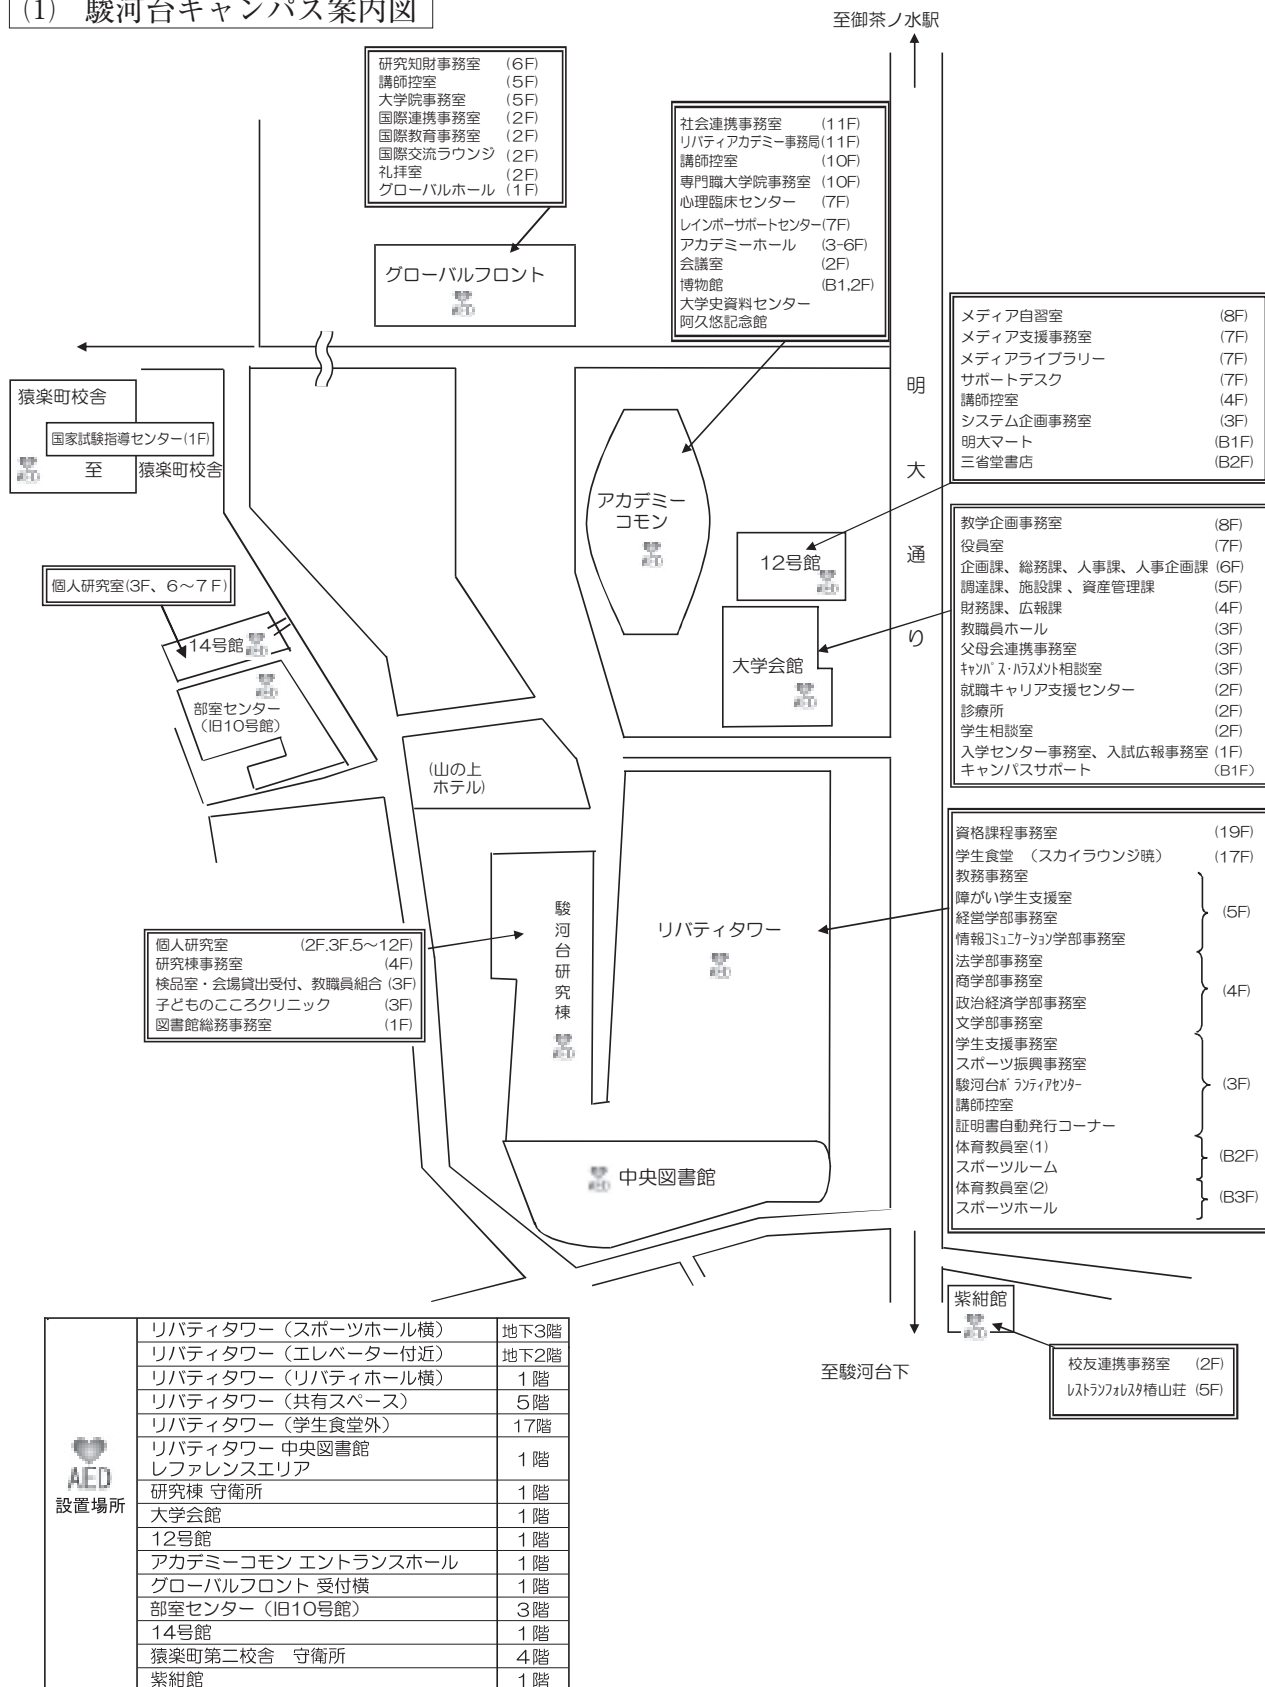 (1) 駿河台キャンパス案内図
至御茶ノ水駅
研究知財事務室 (6F)
講師控室 (5F)
大学院事務室 (5F)
国際連携事務室 (2F)
国際教育事務室 (2F)
国際交流ラウンジ (2F)
礼拝室 (2F)
グローバルホール (1F)
社会連携事務室 (11F)
リバティアカデミー事務局(11F)
講師控室 (10F)
専門職大学院事務室 (10F)
心理臨床センター (7F)
レインボーサポートセンター(7F)
アカデミーホール (3-6F)
会議室 (2F)
博物館 (B1,2F)
大学史資料センター
阿久悠記念館
グローバルフロント
AED
メディア自習室 (8F)
メディア支援事務室 (7F)
メディアライブラリー (7F)
サポートデスク (7F)
講師控室 (4F)
システム企画事務室 (3F)
明大マート (B1F)
三省堂書店 (B2F)
明大通り
猿楽町校舎
国家試験指導センター(1F)
AED
至 猿楽町校舎
アカデミー
コモン
AED
12号館
AED
教学企画事務室 (8F)
役員室 (7F)
企画課、総務課、人事課、人事企画課 (6F)
調達課、施設課、資産管理課 (5F)
財務課、広報課 (4F)
教職員ホール (3F)
父母会連携事務室 (3F)
ｷｬﾝﾊﾟｽ･ﾊﾗｽﾒﾝﾄ相談室 (3F)
就職キャリア支援センター (2F)
診療所 (2F)
学生相談室 (2F)
入学センター事務室、入試広報事務室 (1F)
キャンパスサポート (B1F)
個人研究室(3F、6～7F)
14号館
AED
大学会館
AED
AED
部室センター
(旧10号館)
(山の上
ホテル)
資格課程事務室 (19F)
学生食堂 (スカイラウンジ暁) (17F)
教務事務室
障がい学生支援室
経営学部事務室 (5F)
情報ｺﾐｭﾆｹｰｼｮﾝ学部事務室
法学部事務室
商学部事務室
政治経済学部事務室 (4F)
文学部事務室
学生支援事務室
スポーツ振興事務室
駿河台ﾎﾞﾗﾝﾃｨｱｾﾝﾀｰ (3F)
講師控室
証明書自動発行コーナー
体育教員室(1)
スポーツルーム (B2F)
体育教員室(2)
スポーツホール (B3F)
駿河台研究棟
AED
リバティタワー
AED
個人研究室 (2F.3F.5～12F)
研究棟事務室 (4F)
検品室・会場貸出受付、教職員組合 (3F)
子どものこころクリニック (3F)
図書館総務事務室 (1F)
AED 中央図書館
紫紺館
AED
至駿河台下
校友連携事務室 (2F)
ﾚｽﾄﾗﾝﾌｫﾚｽﾀ椿山荘 (5F)
AED
設置場所
リバティタワー（スポーツホール横） 地下3階
リバティタワー（エレベーター付近） 地下2階
リバティタワー（リバティホール横） 1階
リバティタワー（共有スペース） 5階
リバティタワー（学生食堂外） 17階
リバティタワー 中央図書館
レファレンスエリア 1階
研究棟 守衛所 1階
大学会館 1階
12号館 1階
アカデミーコモン エントランスホール 1階
グローバルフロント 受付横 1階
部室センター（旧10号館） 3階
14号館 1階
猿楽町第二校舎 守衛所 4階
紫紺館 1階